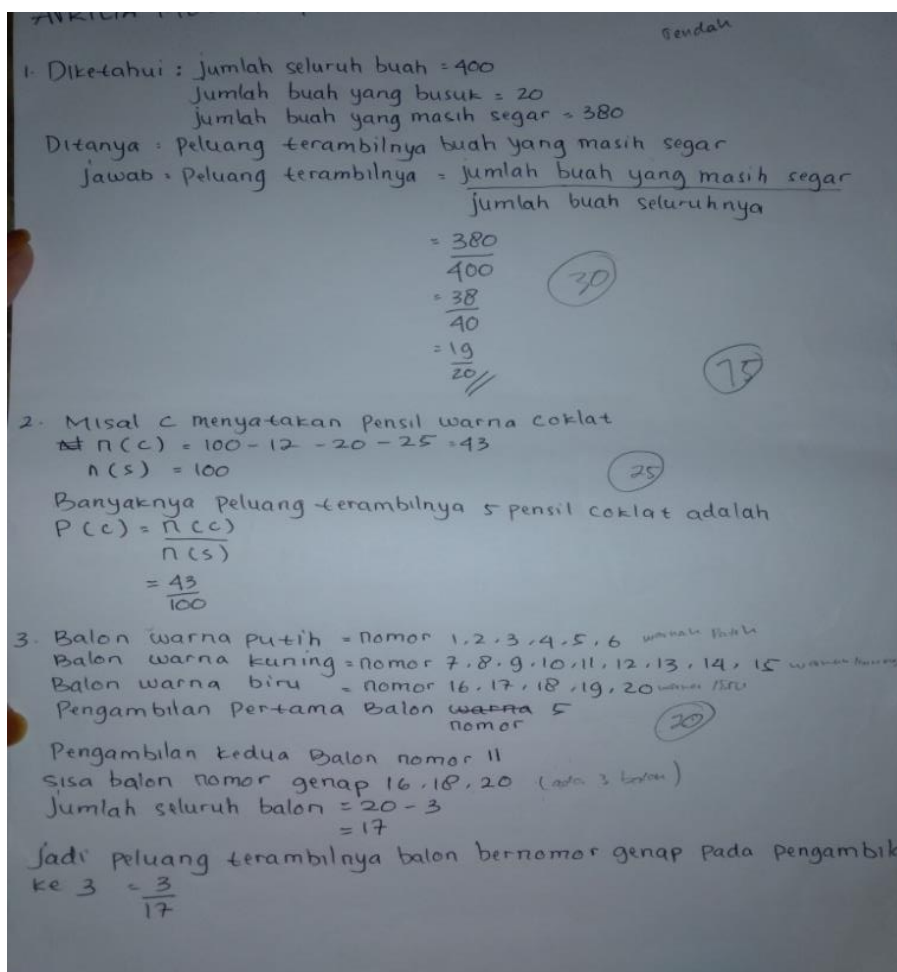 Rendah
1. Diketahui : Jumlah seluruh buah = 400
Jumlah buah yang busuk = 20
jumlah buah yang masih segar = 380
Ditanya : Peluang terambilnya buah yang masih segar
Jawab : Peluang terambilnya = jumlah buah yang masih segar
jumlah buah seluruhnya
= 380
400
30
= 38
40
= 19
20
75
2. Misal C menyatakan Pensil warna coklat
n(c) = 100 - 12 - 20 - 25 = 43
n(s) = 100
25
Banyaknya Peluang terambilnya 5 pensil coklat adalah
P(c) = n(c)
n(s)
= 43
100
3. Balon warna putih = nomor 1,2,3,4,5,6
Balon warna kuning = nomor 7,8,9,10,11,12,13,14,15
Balon warna biru = nomor 16,17,18,19,20
Pengambilan Pertama Balon warna 5
nomor
20
Pengambilan kedua Balon nomor 11
Sisa balon nomor genap 16,18,20 (ada 3 balon)
Jumlah seluruh balon = 20 - 3
= 17
Jadi peluang terambilnya balon bernomor genap pada pengambil
ke 3 = 3
17